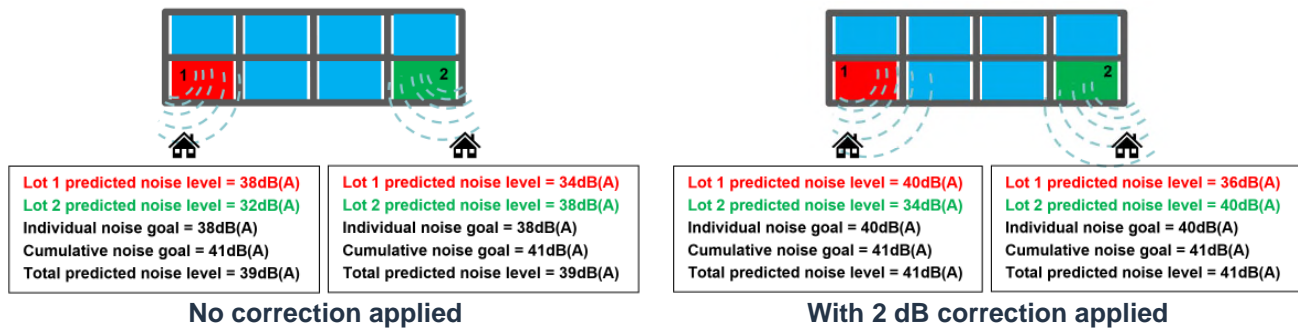 1
2
Lot 1 predicted noise level = 38dB(A)
Lot 2 predicted noise level = 32dB(A)
Individual noise goal = 38dB(A)
Cumulative noise goal = 41dB(A)
Total predicted noise level = 39dB(A)
Lot 1 predicted noise level = 34dB(A)
Lot 2 predicted noise level = 38dB(A)
Individual noise goal = 38dB(A)
Cumulative noise goal = 41dB(A)
Total predicted noise level = 39dB(A)
No correction applied
1
2
Lot 1 predicted noise level = 40dB(A)
Lot 2 predicted noise level = 34dB(A)
Individual noise goal = 40dB(A)
Cumulative noise goal = 41dB(A)
Total predicted noise level = 41dB(A)
Lot 1 predicted noise level = 36dB(A)
Lot 2 predicted noise level = 40dB(A)
Individual noise goal = 40dB(A)
Cumulative noise goal = 41dB(A)
Total predicted noise level = 41dB(A)
With 2 dB correction applied